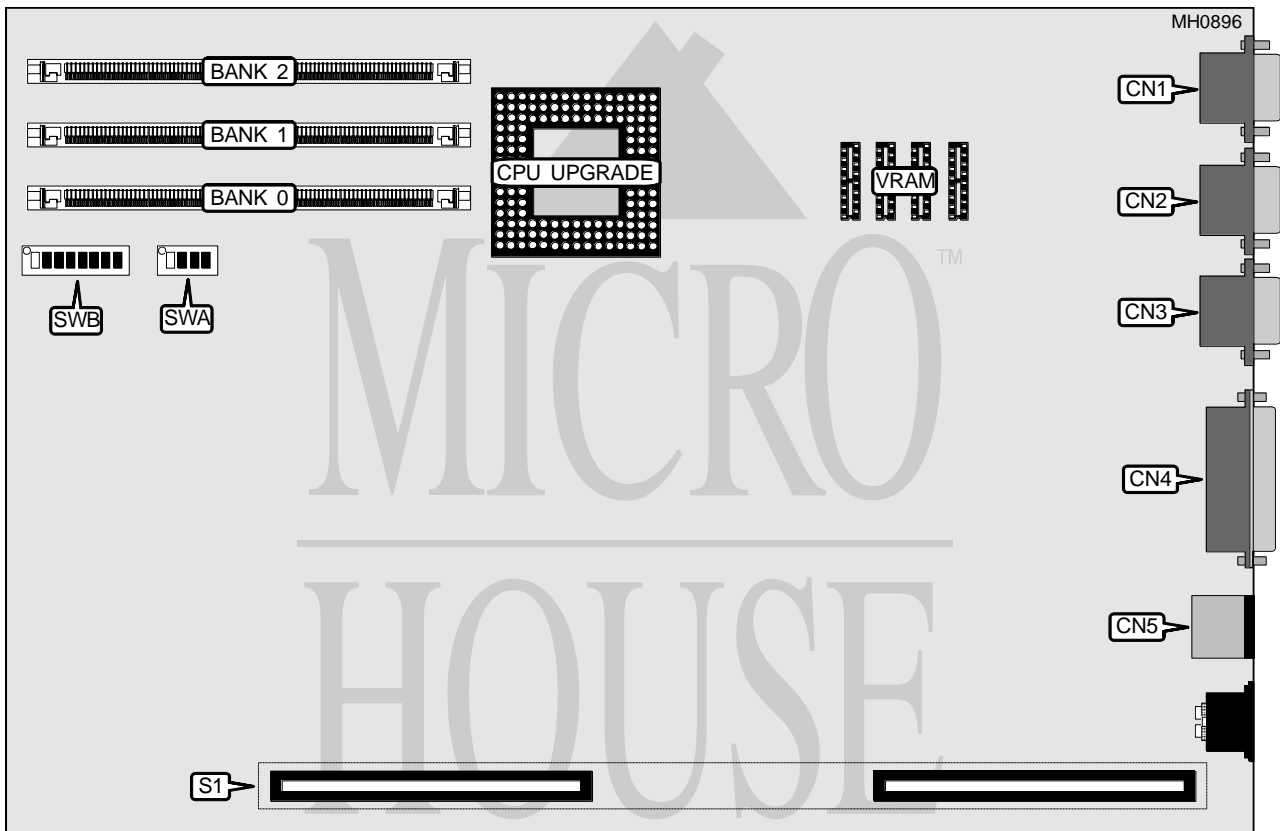 MH0896
BANK 2
CN1
BANK 1
CPU UPGRADE
VRAM
BANK 0
CN2
TM
SWB
SWA
CN3
MICRO
CN4
HOUSE
CN5
S1